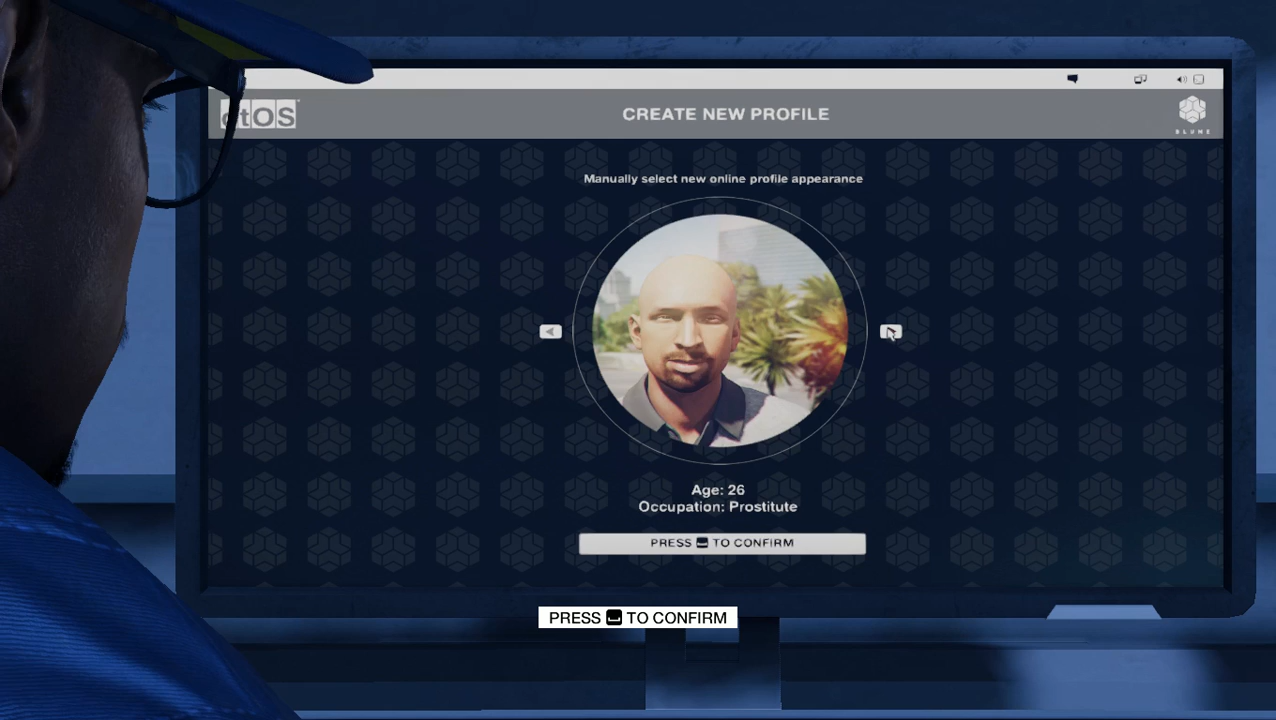 ctOS
CREATE NEW PROFILE
BLUME
Manually select new online profile appearance
Age: 26
Occupation: Prostitute
PRESS TO CONFIRM
PRESS TO CONFIRM